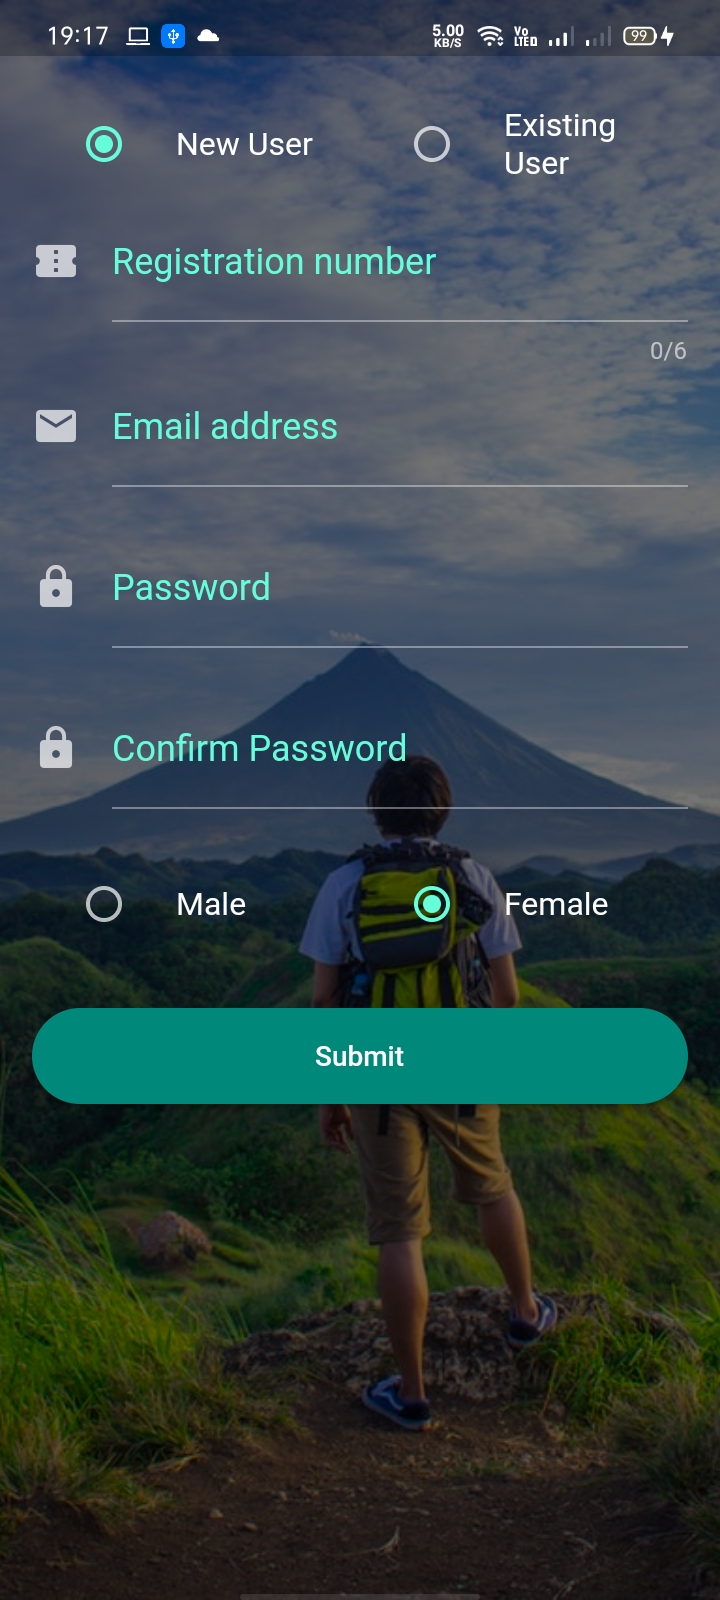 19:17 5.00 KB/S Vo LTE 99
New User Existing User
Registration number
0/6
Email address
Password
Confirm Password
Male Female
Submit